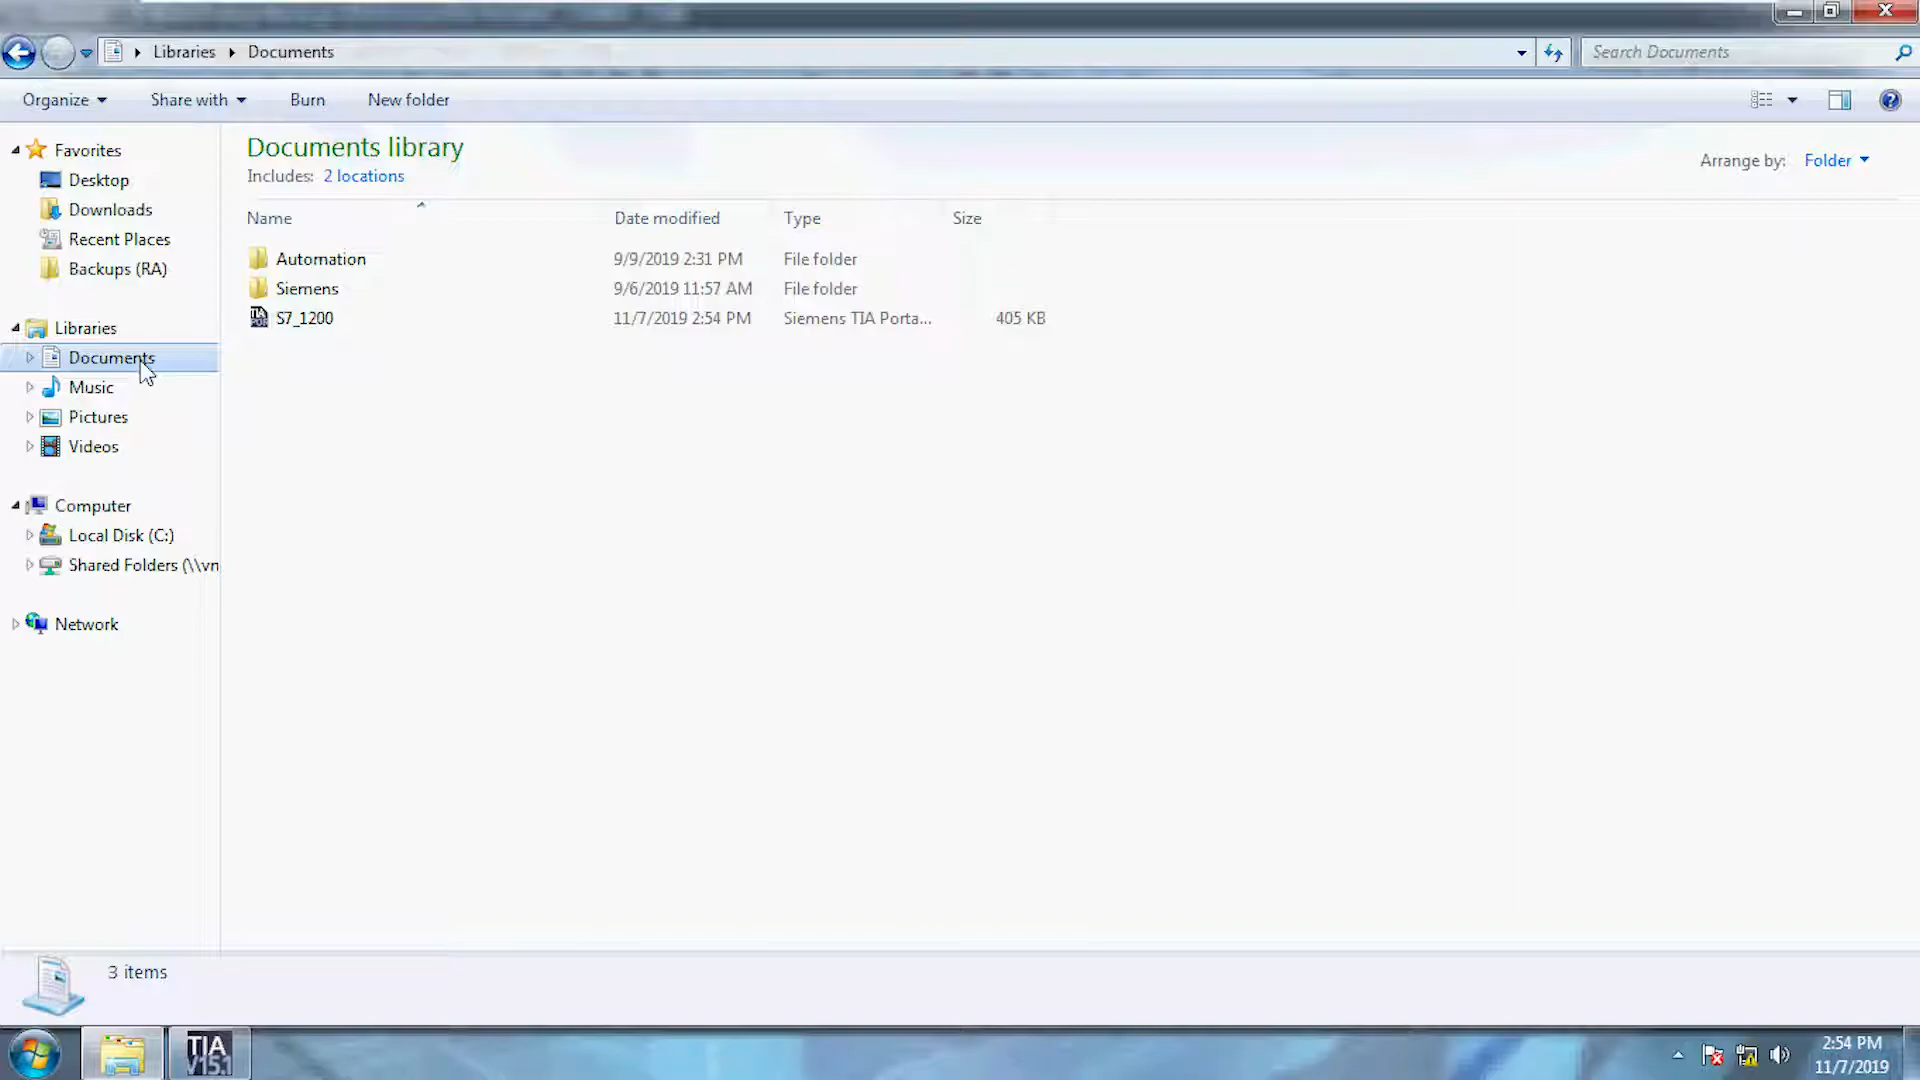 Libraries Documents
Search Documents
Organize Share with Burn New folder
Documents library
Includes: 2 locations
Arrange by: Folder
Name Date modified Type Size
Automation 9/9/2019 2:31 PM File folder
Siemens 9/6/2019 11:57 AM File folder
S7_1200 11/7/2019 2:54 PM Siemens TIA Porta... 405 KB
Favorites
Desktop
Downloads
Recent Places
Backups (RA)
Libraries
Documents
Music
Pictures
Videos
Computer
Local Disk (C:)
Shared Folders (\\vn
Network
3 items
TIA
V15.1
2:54 PM
11/7/2019